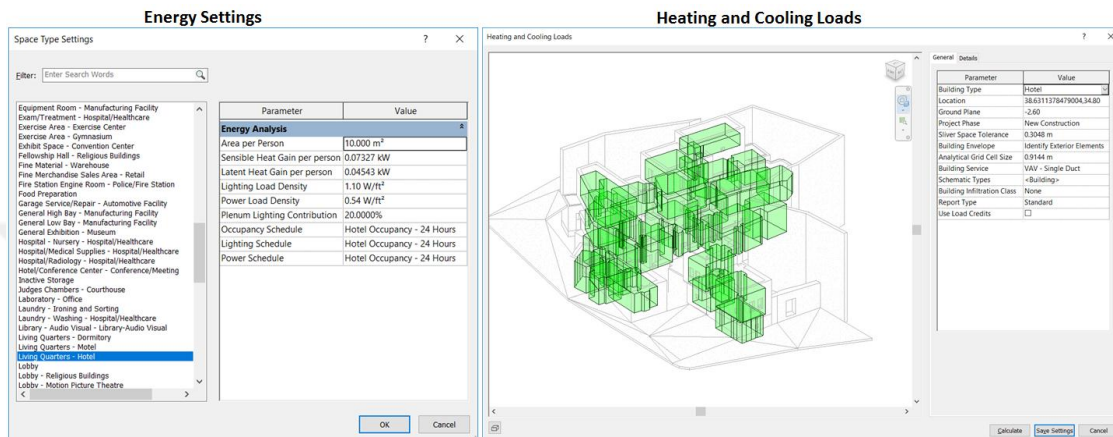 Energy Settings
Heating and Cooling Loads
Space Type Settings
?
Filter:
Enter Search Words
Equipment Room - Manufacturing Facility
Exam/Treatment - Hospital/Healthcare
Exercise Area - Exercise Center
Exercise Area - Gymnasium
Exhibit Space - Convention Center
Fellowship Hall - Religious Buildings
Fine Material - Warehouse
Fine Merchandise Sales Area - Retail
Fire Station Engine Room - Police/Fire Station
Food Preparation
Garage Service/Repair - Automotive Facility
General High Bay - Manufacturing Facility
General Low Bay - Manufacturing Facility
General Exhibition - Museum
Hospital - Nursery - Hospital/Healthcare
Hospital/Medical Supplies - Hospital/Healthcare
Hospital/Radiology - Hospital/Healthcare
Hotel/Conference Center - Conference/Meeting
Inactive Storage
Judges Chambers - Courthouse
Laboratory - Office
Laundry - Ironing and Sorting
Laundry - Washing - Hospital/Healthcare
Library - Audio Visual - Library-Audio Visual
Living Quarters - Dormitory
Living Quarters - Motel
Living Quarters - Hotel
Lobby
Lobby - Religious Buildings
Lobby - Motion Picture Theatre
Parameter Value
Energy Analysis
Area per Person 10.000 m²
Sensible Heat Gain per person 0.07327 kW
Latent Heat Gain per person 0.04543 kW
Lighting Load Density 1.10 W/ft²
Power Load Density 0.54 W/ft²
Plenum Lighting Contribution 20.0000%
Occupancy Schedule Hotel Occupancy - 24 Hours
Lighting Schedule Hotel Occupancy - 24 Hours
Power Schedule Hotel Occupancy - 24 Hours
OK Cancel
Heating and Cooling Loads
?
General Details
Parameter Value
Building Type Hotel
Location 38.6311378479004,34.80
Ground Plane -2.60
Project Phase New Construction
Sliver Space Tolerance 0.3048 m
Building Envelope Identify Exterior Elements
Analytical Grid Cell Size 0.9144 m
Building Service VAV - Single Duct
Schematic Types <Building>
Building Infiltration Class None
Report Type Standard
Use Load Credits
Calculate Save Settings Cancel